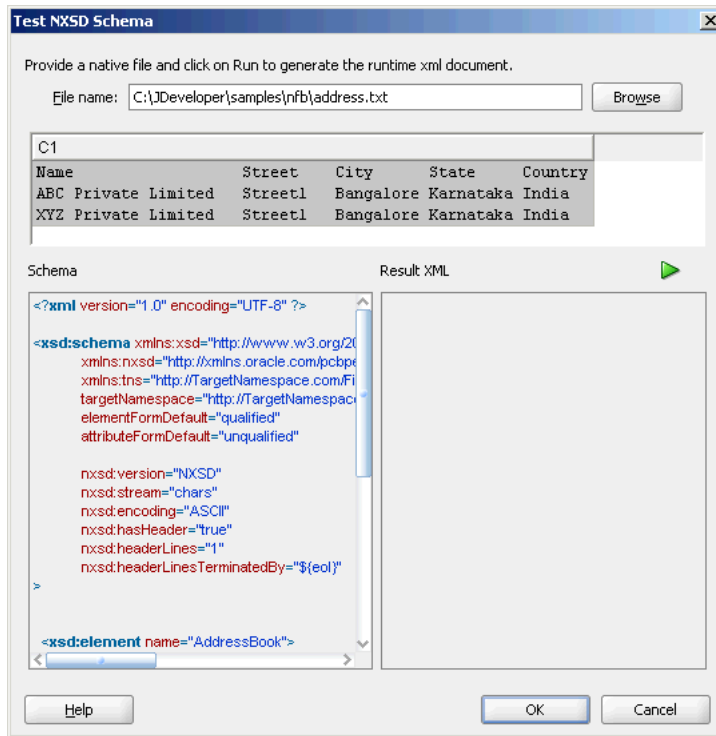 Test NXSD Schema
Provide a native file and click on Run to generate the runtime xml document.
File name: C:\JDeveloper\samples\nfb\address.txt Browse
C1
Name Street City State Country
ABC Private Limited Street1 Bangalore Karnataka India
XYZ Private Limited Street1 Bangalore Karnataka India
Schema Result XML
<?xml version="1.0" encoding="UTF-8" ?>
<xsd:schema xmlns:xsd="http://www.w3.org/20
xmlns:nxsd="http://xmlns.oracle.com/pcbpe
xmlns:tns="http://TargetNamespace.com/Fi
targetNamespace="http://TargetNamespac
elementFormDefault="qualified"
attributeFormDefault="unqualified"
nxsd:version="NXSD"
nxsd:stream="chars"
nxsd:encoding="ASCII"
nxsd:hasHeader="true"
nxsd:headerLines="1"
nxsd:headerLinesTerminatedBy="${eol}"
>
<xsd:element name="AddressBook">
Help OK Cancel